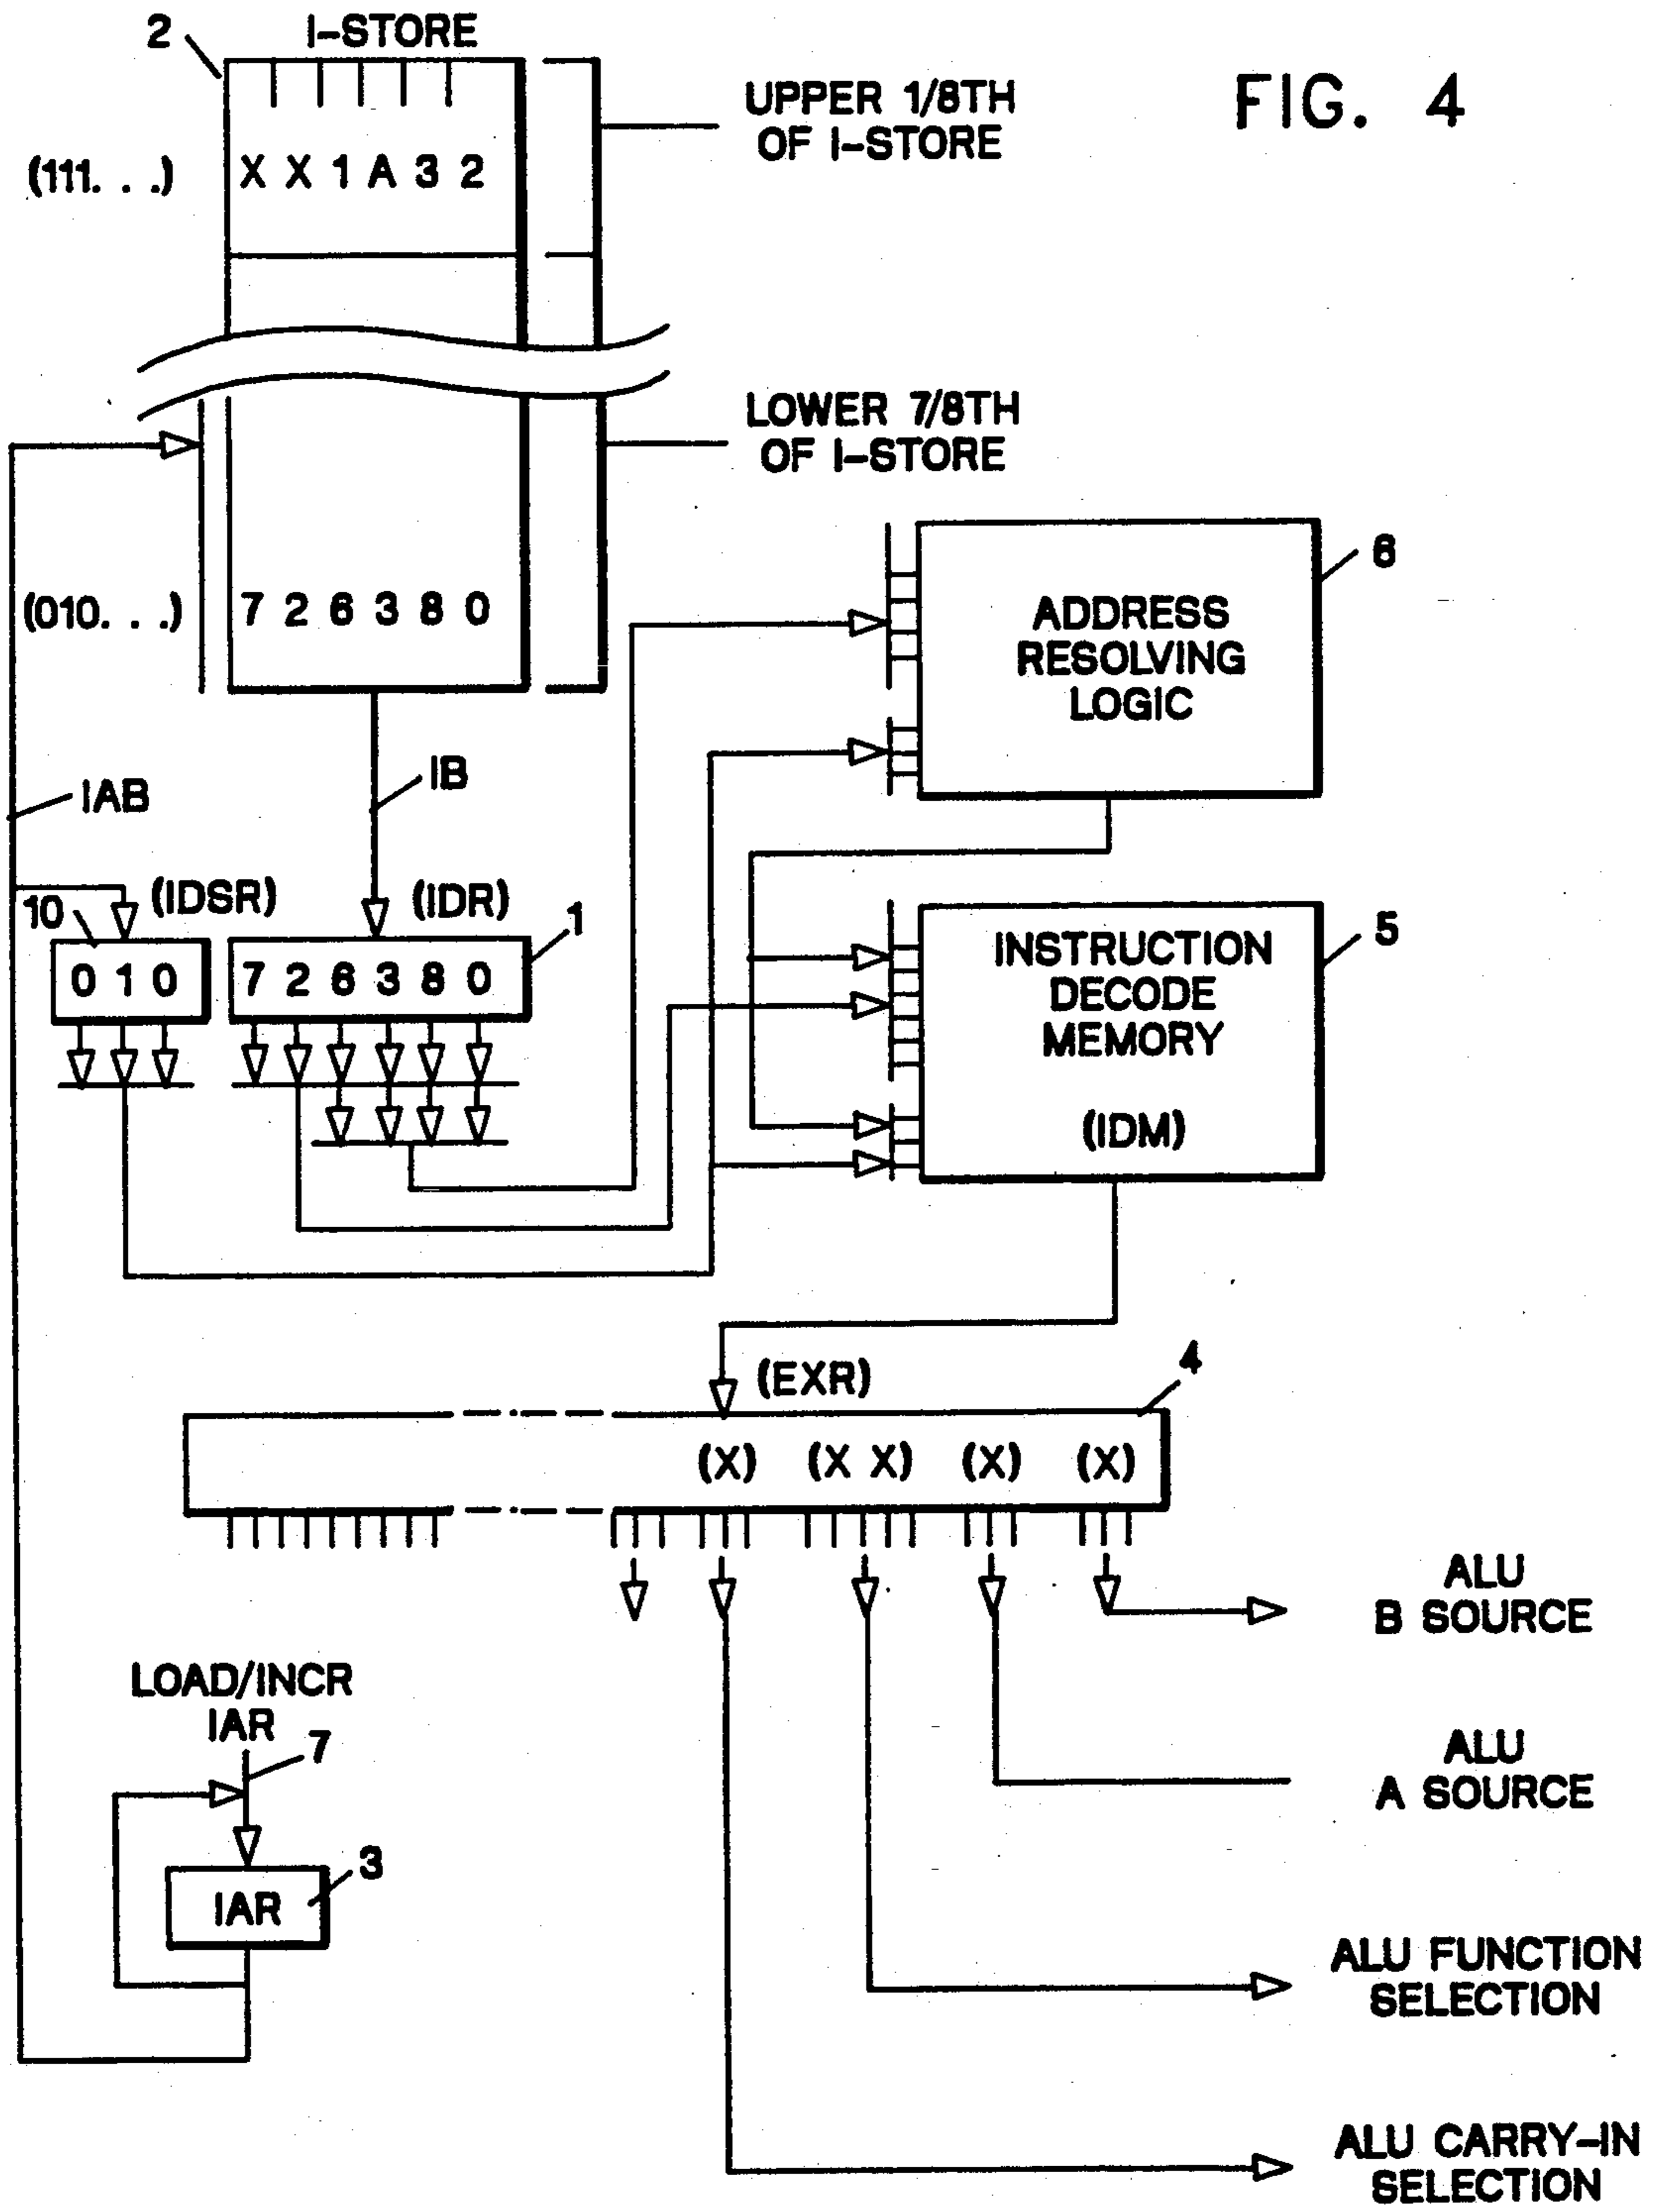 2
I-STORE
FIG. 4
UPPER 1/8TH
OF I-STORE
(111. . .)
X X 1 A 3 2
LOWER 7/8TH
OF I-STORE
6
ADDRESS
RESOLVING
LOGIC
(010. . .)
7 2 6 3 8 0
IB
IAB
10
(IDSR)
(IDR)
1
0 1 0
7 2 6 3 8 0
5
INSTRUCTION
DECODE
MEMORY
(IDM)
(EXR)
4
(X) (X X) (X) (X)
ALU
B SOURCE
LOAD/INCR
IAR
7
ALU
A SOURCE
3
IAR
ALU FUNCTION
SELECTION
ALU CARRY-IN
SELECTION